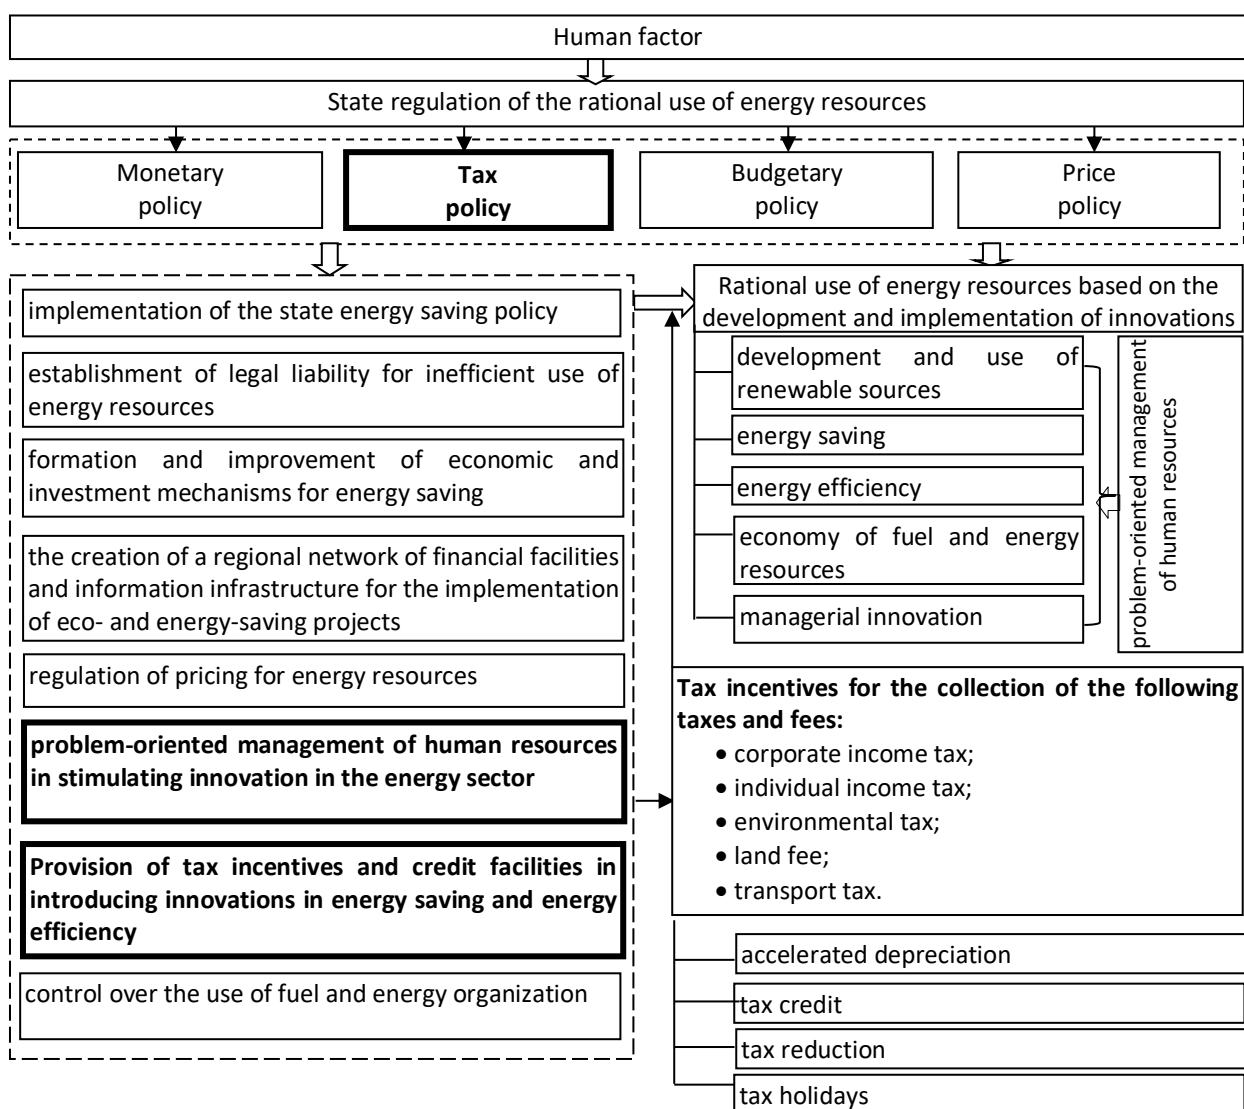 Human factor
State regulation of the rational use of energy resources
Monetary
policy
Tax
policy
Budgetary
policy
Price
policy
implementation of the state energy saving policy
establishment of legal liability for inefficient use of
energy resources
formation and improvement of economic and
investment mechanisms for energy saving
the creation of a regional network of financial facilities
and information infrastructure for the implementation
of eco- and energy-saving projects
regulation of pricing for energy resources
problem-oriented management of human resources
in stimulating innovation in the energy sector
Provision of tax incentives and credit facilities in
introducing innovations in energy saving and energy
efficiency
control over the use of fuel and energy organization
Rational use of energy resources based on the
development and implementation of innovations
development and use of
renewable sources
energy saving
energy efficiency
economy of fuel and energy
resources
managerial innovation
problem-oriented management
of human resources
Tax incentives for the collection of the following
taxes and fees:
• corporate income tax;
• individual income tax;
• environmental tax;
• land fee;
• transport tax.
accelerated depreciation
tax credit
tax reduction
tax holidays